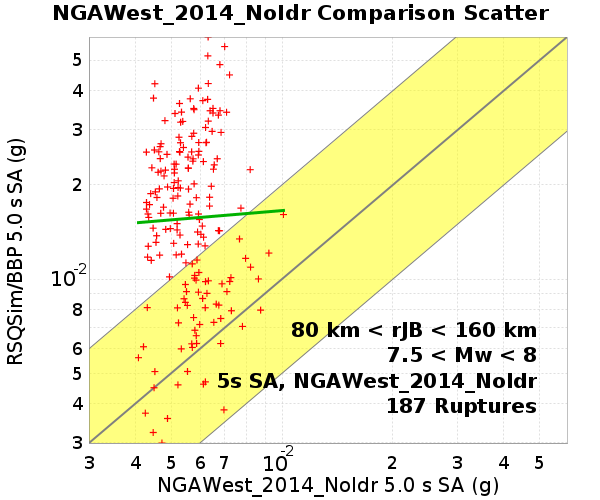 NGAWest_2014_NoIdr Comparison Scatter
RSQSim/BBP 5.0 s SA (g)
5
4
3
2
10-2
8
6
5
4
3
80 km < rJB < 160 km
7.5 < Mw < 8
5s SA, NGAWest_2014_NoIdr
187 Ruptures
3 4 5 6 7 10-2 2 3 4 5
NGAWest_2014_NoIdr 5.0 s SA (g)